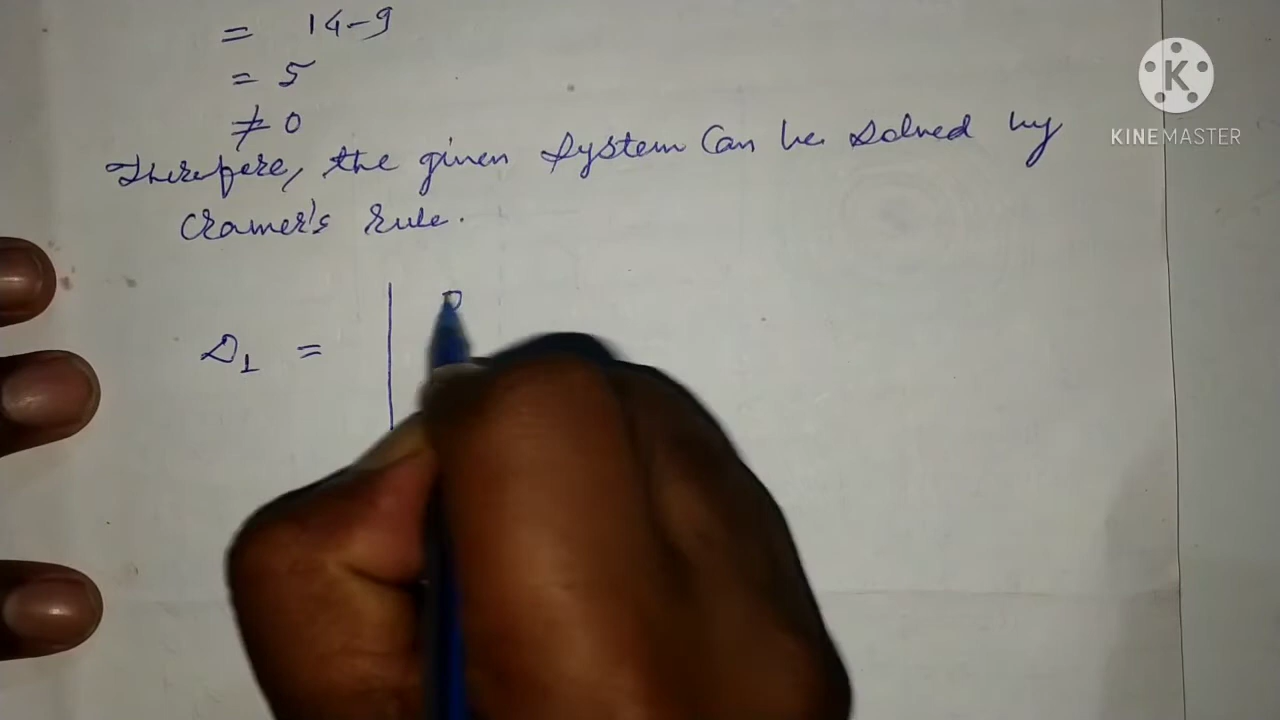 = 14-9
= 5
≠ 0
Therefore, the given System Can be Solved by
Cramer's rule.
D₁ =
K
KINEMASTER